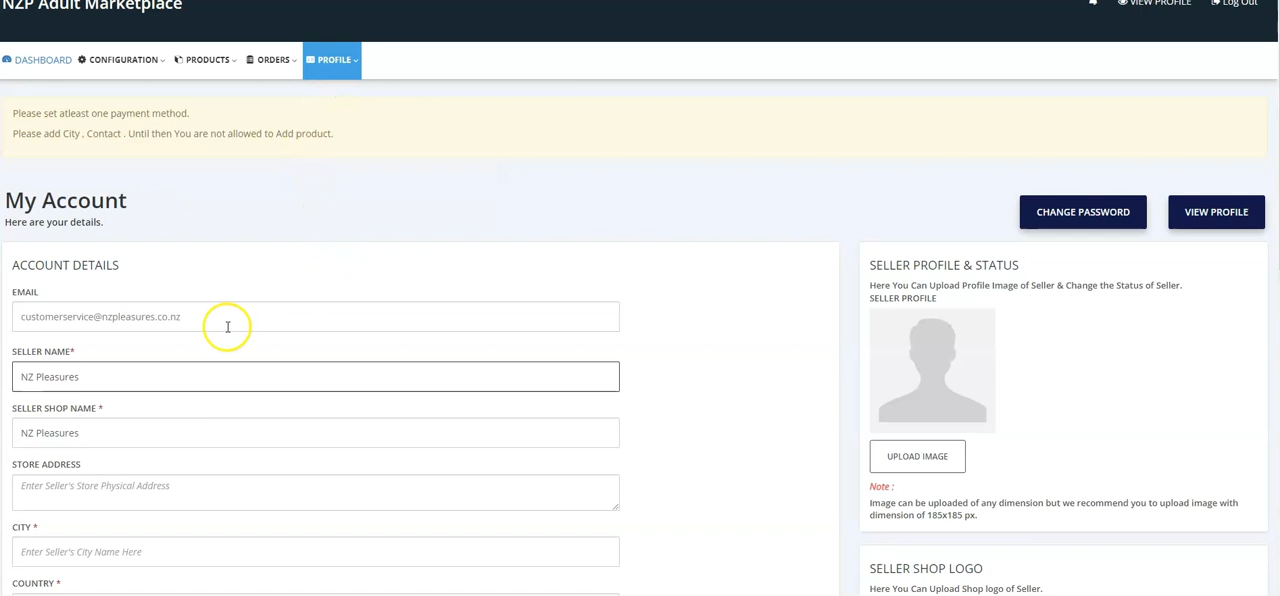 NZP Adult Marketplace
VIEW PROFILE Log Out
DASHBOARD CONFIGURATION PRODUCTS ORDERS PROFILE
Please set atleast one payment method.
Please add City , Contact . Until then You are not allowed to Add product.
My Account
Here are your details.
CHANGE PASSWORD VIEW PROFILE
ACCOUNT DETAILS
EMAIL
customerservice@nzpleasures.co.nz
SELLER NAME*
NZ Pleasures
SELLER SHOP NAME *
NZ Pleasures
STORE ADDRESS
Enter Seller's Store Physical Address
CITY *
Enter Seller's City Name Here
COUNTRY *
SELLER PROFILE & STATUS
Here You Can Upload Profile Image of Seller & Change the Status of Seller.
SELLER PROFILE
UPLOAD IMAGE
Note :
Image can be uploaded of any dimension but we recommend you to upload image with
dimension of 185x185 px.
SELLER SHOP LOGO
Here You Can Upload Shop logo of Seller.